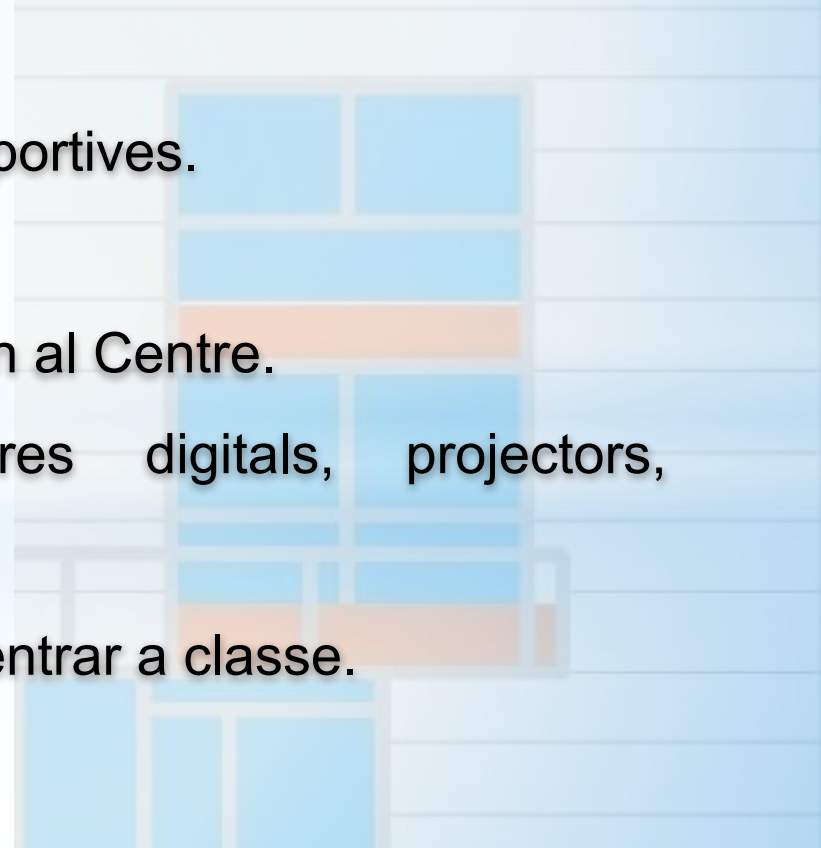 portives.
n al Centre.
res digitals, projectors,
entrar a classe.